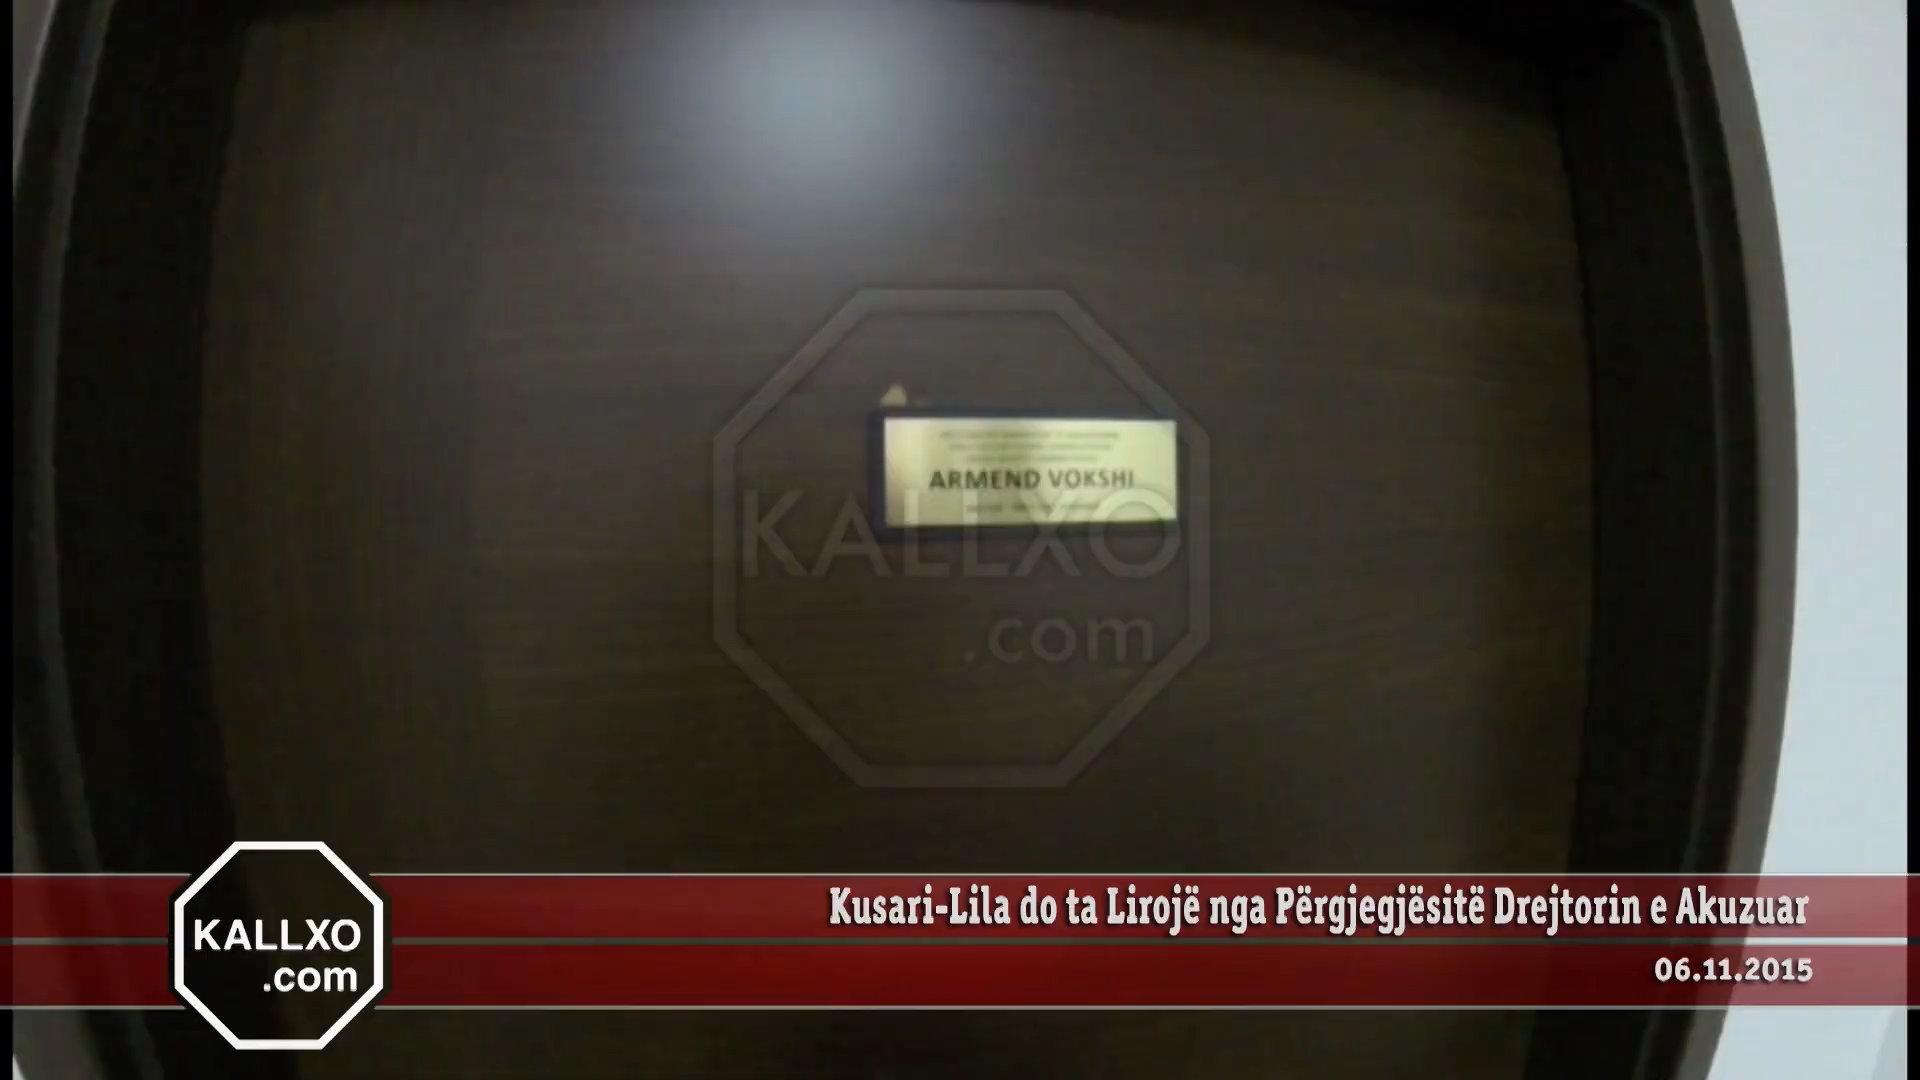 ARMEND VOKSHI
KALLXO
.com
Kusari-Lila do ta Lirojë nga Përgjegjësitë Drejtorin e Akuzuar
06.11.2015
KALLXO
.com